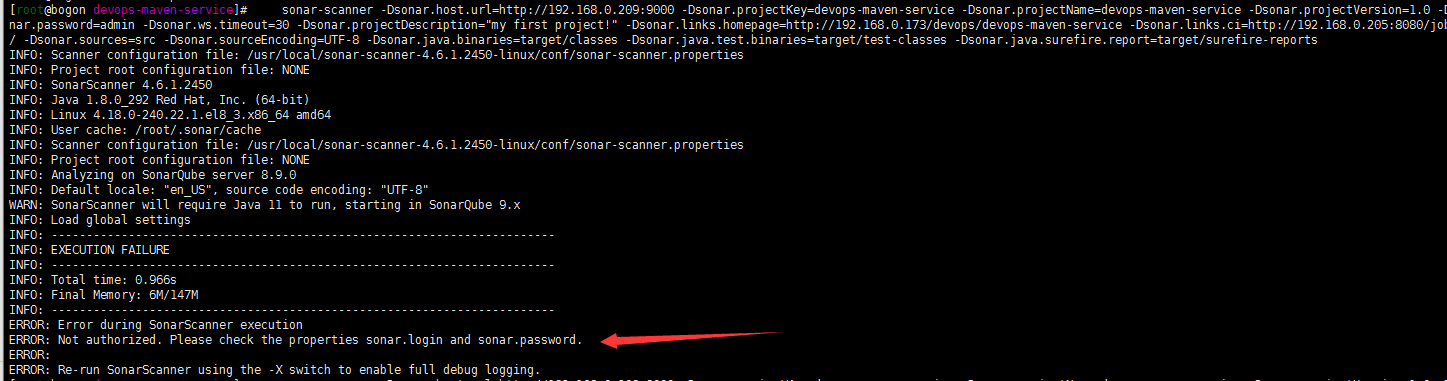 [root@bogon devops-maven-service]#     sonar-scanner -Dsonar.host.url=http://192.168.0.209:9000 -Dsonar.projectKey=devops-maven-service -Dsonar.projectName=devops-maven-service -Dsonar.projectVersion=1.0 -D
nar.password=admin -Dsonar.ws.timeout=30 -Dsonar.projectDescription="my first project!" -Dsonar.links.homepage=http://192.168.0.173/devops/devops-maven-service -Dsonar.links.ci=http://192.168.0.205:8080/job
/ -Dsonar.sources=src -Dsonar.sourceEncoding=UTF-8 -Dsonar.java.binaries=target/classes -Dsonar.java.test.binaries=target/test-classes -Dsonar.java.surefire.report=target/surefire-reports
INFO: Scanner configuration file: /usr/local/sonar-scanner-4.6.1.2450-linux/conf/sonar-scanner.properties
INFO: Project root configuration file: NONE
INFO: SonarScanner 4.6.1.2450
INFO: Java 1.8.0_292 Red Hat, Inc. (64-bit)
INFO: Linux 4.18.0-240.22.1.el8_3.x86_64 amd64
INFO: User cache: /root/.sonar/cache
INFO: Scanner configuration file: /usr/local/sonar-scanner-4.6.1.2450-linux/conf/sonar-scanner.properties
INFO: Project root configuration file: NONE
INFO: Analyzing on SonarQube server 8.9.0
INFO: Default locale: "en_US", source code encoding: "UTF-8"
WARN: SonarScanner will require Java 11 to run, starting in SonarQube 9.x
INFO: Load global settings
INFO: ------------------------------------------------------------------------
INFO: EXECUTION FAILURE
INFO: ------------------------------------------------------------------------
INFO: Total time: 0.966s
INFO: Final Memory: 6M/147M
INFO: ------------------------------------------------------------------------
ERROR: Error during SonarScanner execution
ERROR: Not authorized. Please check the properties sonar.login and sonar.password.
ERROR:
ERROR: Re-run SonarScanner using the -X switch to enable full debug logging.